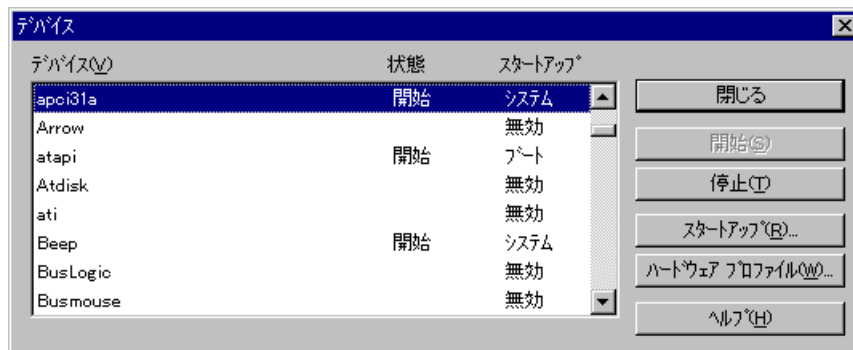 ﾃﾞﾊﾞｲｽ
ﾃﾞﾊﾞｲｽ(V) 状態 ｽﾀｰﾄｱｯﾌﾟ
apci31a 開始 ｼｽﾃﾑ
Arrow 無効
atapi 開始 ﾌﾞｰﾄ
Atdisk 無効
ati 無効
Beep 開始 ｼｽﾃﾑ
BusLogic 無効
Busmouse 無効
閉じる
開始(S)
停止(T)
ｽﾀｰﾄｱｯﾌﾟ(R)...
ﾊｰﾄﾞｳｪｱ ﾌﾟﾛﾌｧｲﾙ(W)...
ﾍﾙﾌﾟ(H)